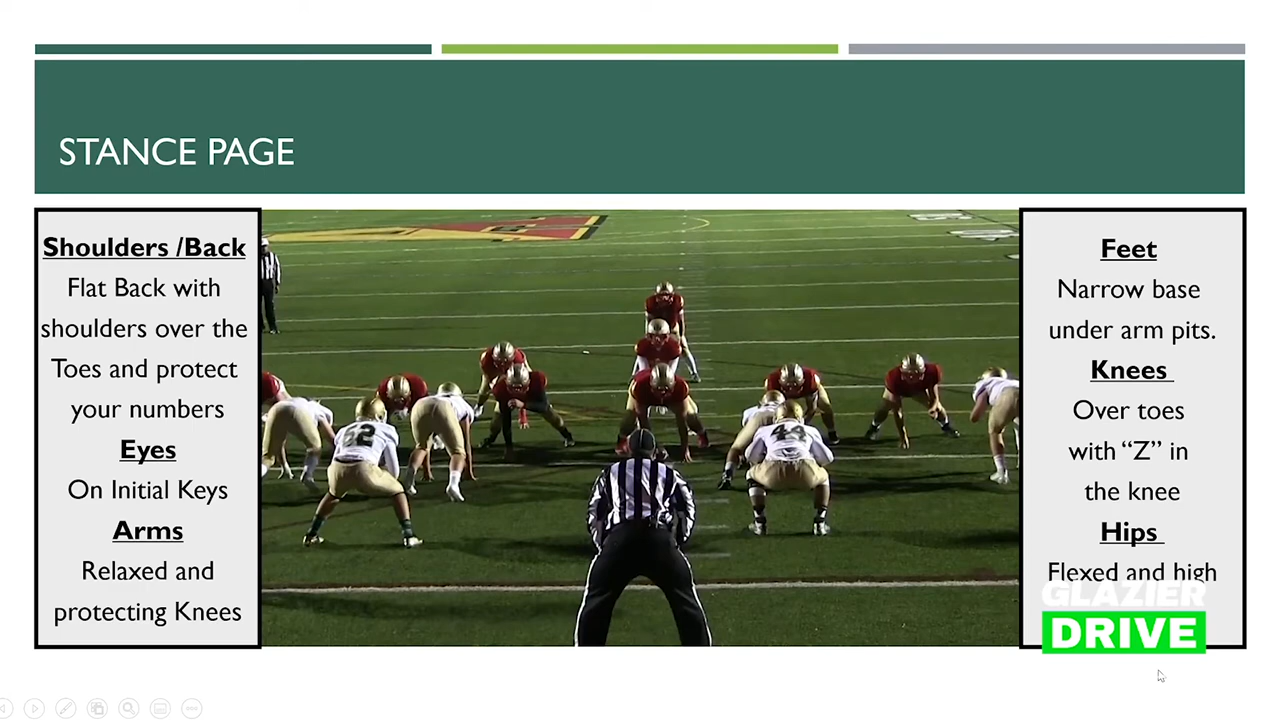 STANCE PAGE
Shoulders /Back
Flat Back with
shoulders over the
Toes and protect
your numbers
Eyes
On Initial Keys
Arms
Relaxed and
protecting Knees
52
44
Feet
Narrow base
under arm pits.
Knees
Over toes
with “Z” in
the knee
Hips
Flexed and high
GLAZIER
DRIVE